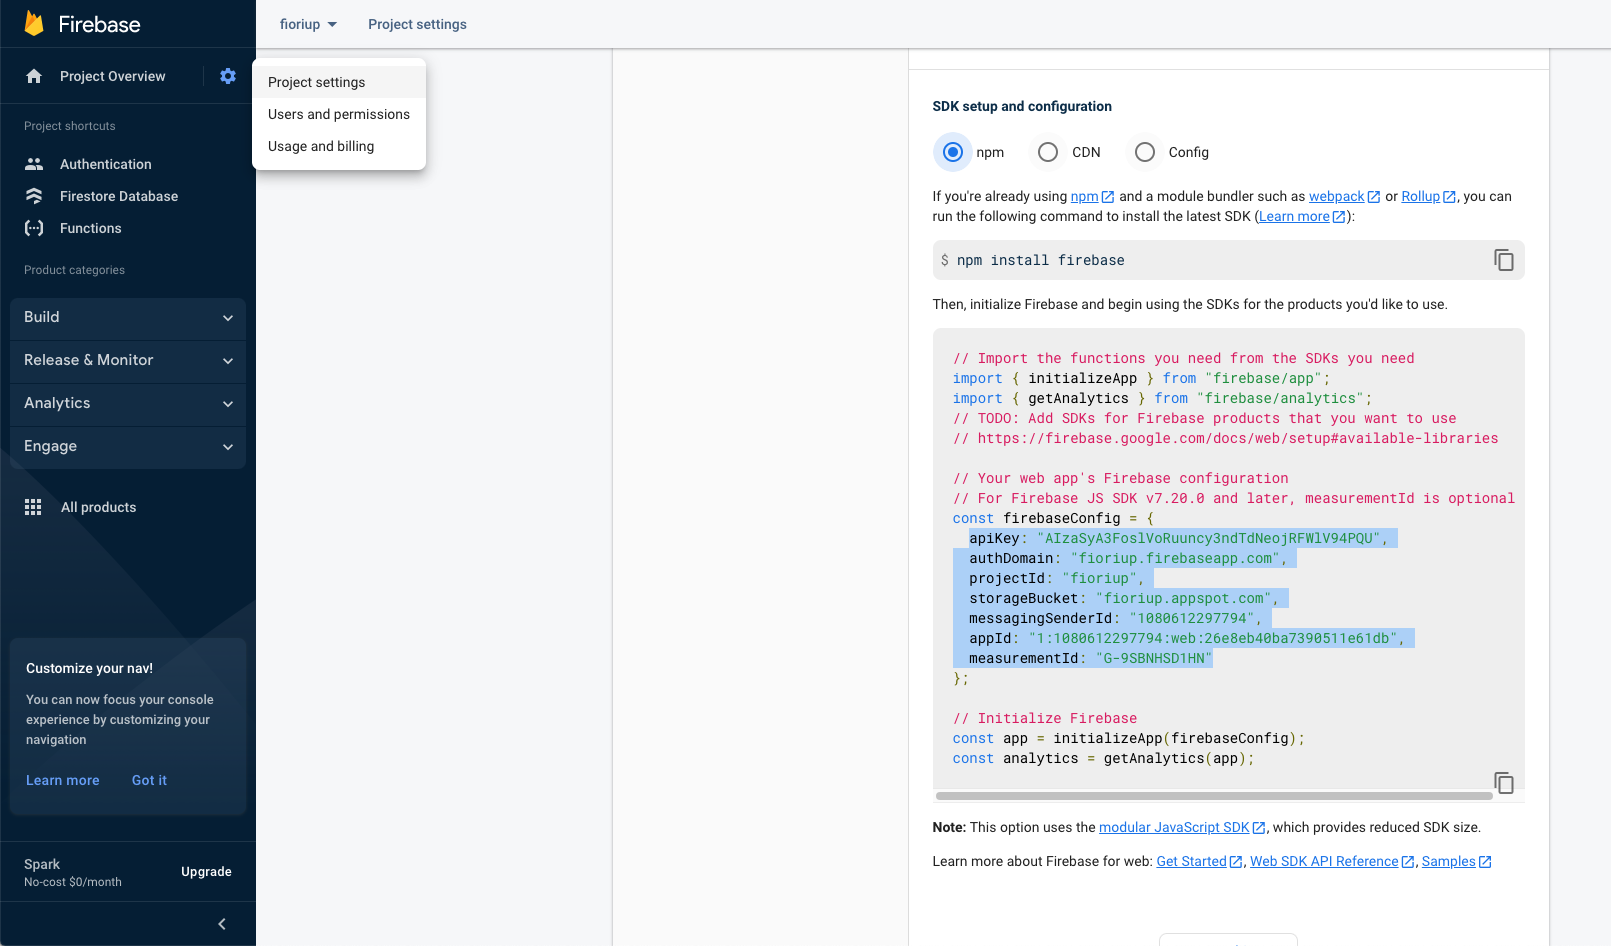 Firebase
fioriup
Project settings
Project Overview
Project settings
Users and permissions
Usage and billing
Project shortcuts
Authentication
Firestore Database
Functions
Product categories
Build
Release & Monitor
Analytics
Engage
All products
Customize your nav!
You can now focus your console
experience by customizing your
navigation
Learn more Got it
Spark
No-cost $0/month
Upgrade
SDK setup and configuration
npm CDN Config
If you're already using npm and a module bundler such as webpack or Rollup, you can
run the following command to install the latest SDK (Learn more):
$ npm install firebase
Then, initialize Firebase and begin using the SDKs for the products you'd like to use.
// Import the functions you need from the SDKs you need
import { initializeApp } from "firebase/app";
import { getAnalytics } from "firebase/analytics";
// TODO: Add SDKs for Firebase products that you want to use
// https://firebase.google.com/docs/web/setup#available-libraries
// Your web app's Firebase configuration
// For Firebase JS SDK v7.20.0 and later, measurementId is optional
const firebaseConfig = {
apiKey: "AIzaSyA3FoslVoRuuncy3ndTdNeojRFWlV94PQU",
authDomain: "fioriup.firebaseapp.com",
projectId: "fioriup",
storageBucket: "fioriup.appspot.com",
messagingSenderId: "1080612297794",
appId: "1:1080612297794:web:26e8eb40ba7390511e61db",
measurementId: "G-9SBNHSD1HN"
};
// Initialize Firebase
const app = initializeApp(firebaseConfig);
const analytics = getAnalytics(app);
Note: This option uses the modular JavaScript SDK, which provides reduced SDK size.
Learn more about Firebase for web: Get Started, Web SDK API Reference, Samples